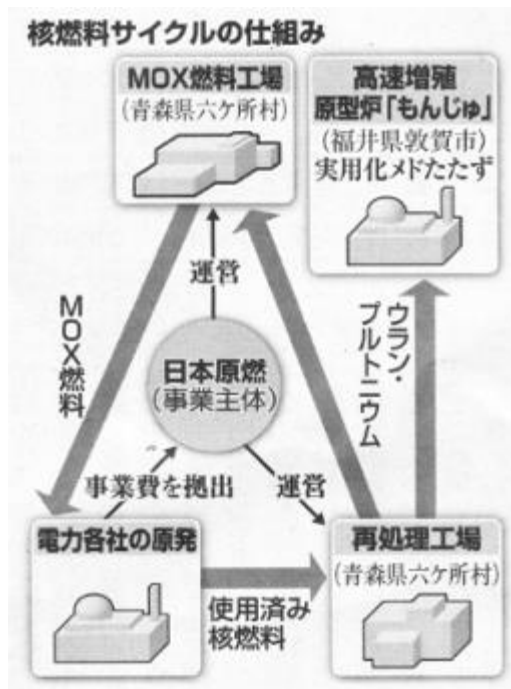 核燃料サイクルの仕組み
MOX燃料工場
(青森県六ケ所村)
高速増殖
原型炉「もんじゅ」
(福井県敦賀市)
実用化メドたたず
運営
MOX燃料
日本原燃
(事業主体)
ウラン・
プルトニウム
事業費を拠出
運営
電力各社の原発
使用済み
核燃料
再処理工場
(青森県六ケ所村)